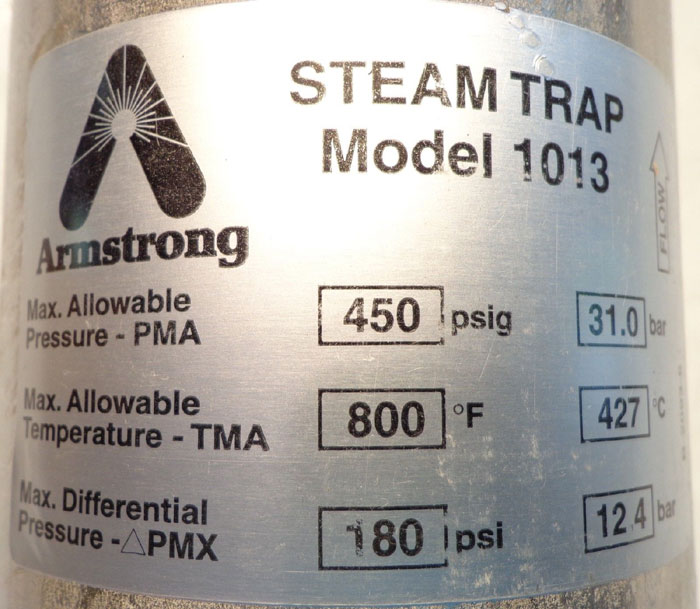 STEAM TRAP
Model 1013
FLOW
Armstrong
Max. Allowable
Pressure - PMA 450 psig 31.0 bar
Max. Allowable
Temperature - TMA 800 °F 427 °C
Max. Differential
Pressure - △PMX 180 psi 12.4 bar